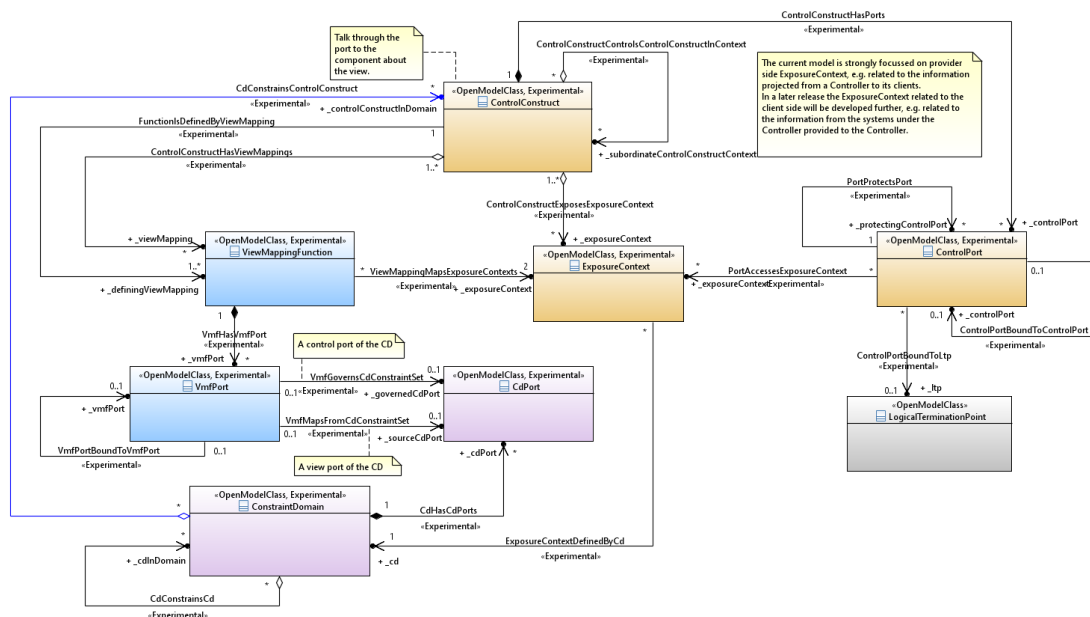 ControlConstructHasPorts
«Experimental»
Talk through the
port to the
component about
the view.
ControlConstructControlsControlConstructInContext
«Experimental»
The current model is strongly focussed on provider
side ExposureContext, e.g. related to the information
projected from a Controller to its clients.
In a later release the ExposureContext related to the
client side will be developed further, e.g. related to
the information from the systems under the
Controller provided to the Controller.
1
*
CdConstrainsControlConstruct
«Experimental»
*
+ _controlConstructInDomain
«OpenModelClass, Experimental»
ControlConstruct
FunctionIsDefinedByViewMapping
«Experimental»
1
*
+ _subordinateControlConstructContext
ControlConstructHasViewMappings
«Experimental»
1..*
1..*
PortProtectsPort
«Experimental»
ControlConstructExposesExposureContext
«Experimental»
+ _protectingControlPort
*
*
+ _controlPort
+ _viewMapping
*
*
+ _exposureContext
«OpenModelClass, Experimental»
ViewMappingFunction
«OpenModelClass, Experimental»
ControlPort
1
1..*
+ _definingViewMapping
*
ViewMappingMapsExposureContexts
«Experimental»
2
+ _exposureContext
«OpenModelClass, Experimental»
ExposureContext
*
PortAccessesExposureContext
+ _exposureContext
«Experimental»
*
0..1
1
*
*
0..1
+ _controlPort
ControlPortBoundToControlPort
«Experimental»
VmfHasVmfPort
«Experimental»
+ _vmfPort
*
A control port of the CD
ControlPortBoundToLtp
«Experimental»
0..1
+ _ltp
«OpenModelClass, Experimental»
VmfPort
VmfGovernsCdConstraintSet
0..1
«Experimental»
0..1
+ _governedCdPort
«OpenModelClass, Experimental»
CdPort
0..1
+ _vmfPort
«OpenModelClass»
LogicalTerminationPoint
VmfMapsFromCdConstraintSet
0..1
«Experimental»
0..1
+ _sourceCdPort
VmfPortBoundToVmfPort
«Experimental»
0..1
+ _cdPort
*
A view port of the CD
«OpenModelClass, Experimental»
ConstraintDomain
*
1
CdHasCdPorts
«Experimental»
*
+ _cdInDomain
1
+ _cd
ExposureContextDefinedByCd
«Experimental»
*
CdConstrainsCd
«Experimental»